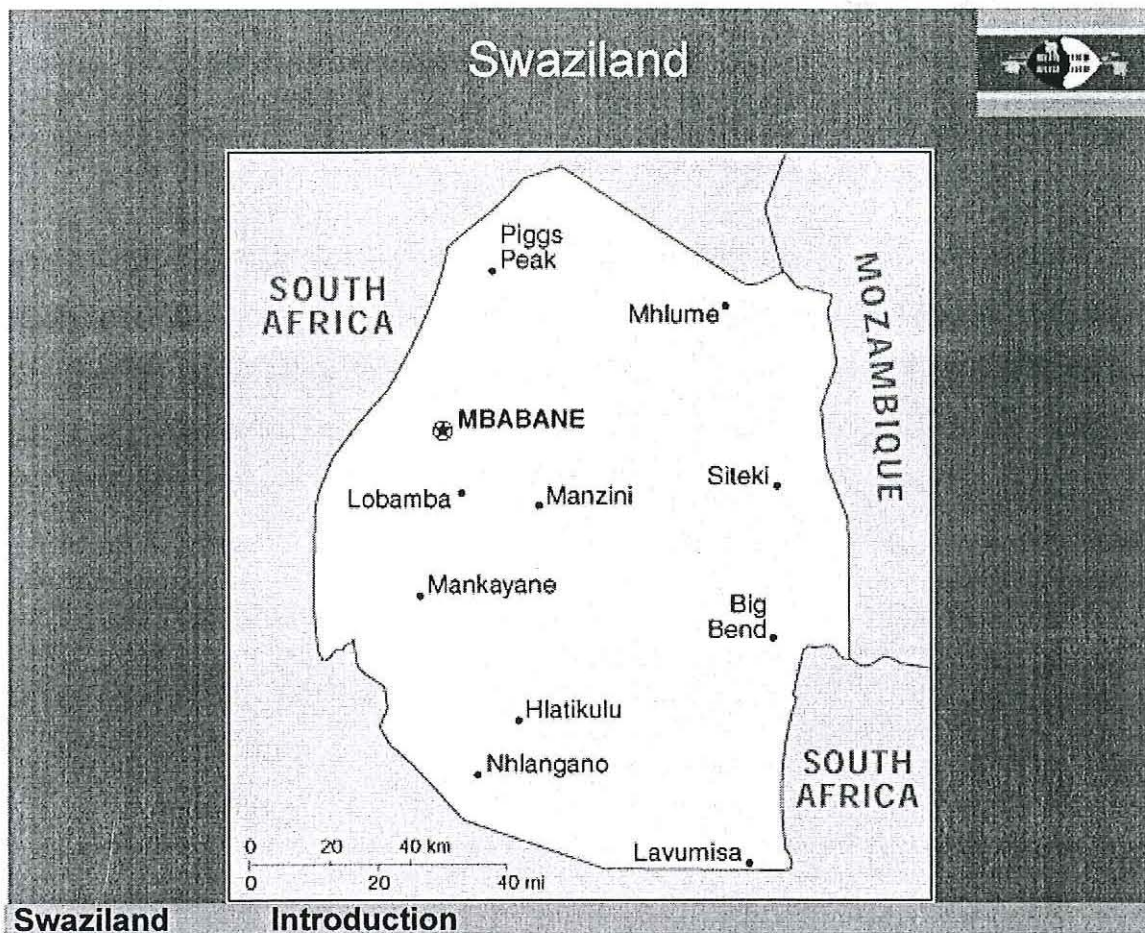 Swaziland
Piggs
Peak
SOUTH
AFRICA
Mhlume
MOZAMBIQUE
MBABANE
Siteki
Lobamba
Manzini
Mankayane
Big
Bend
Hlatikulu
Nhlangano
SOUTH
AFRICA
0 20 40 km
Lavumisa
0 20 40 mi
Swaziland Introduction